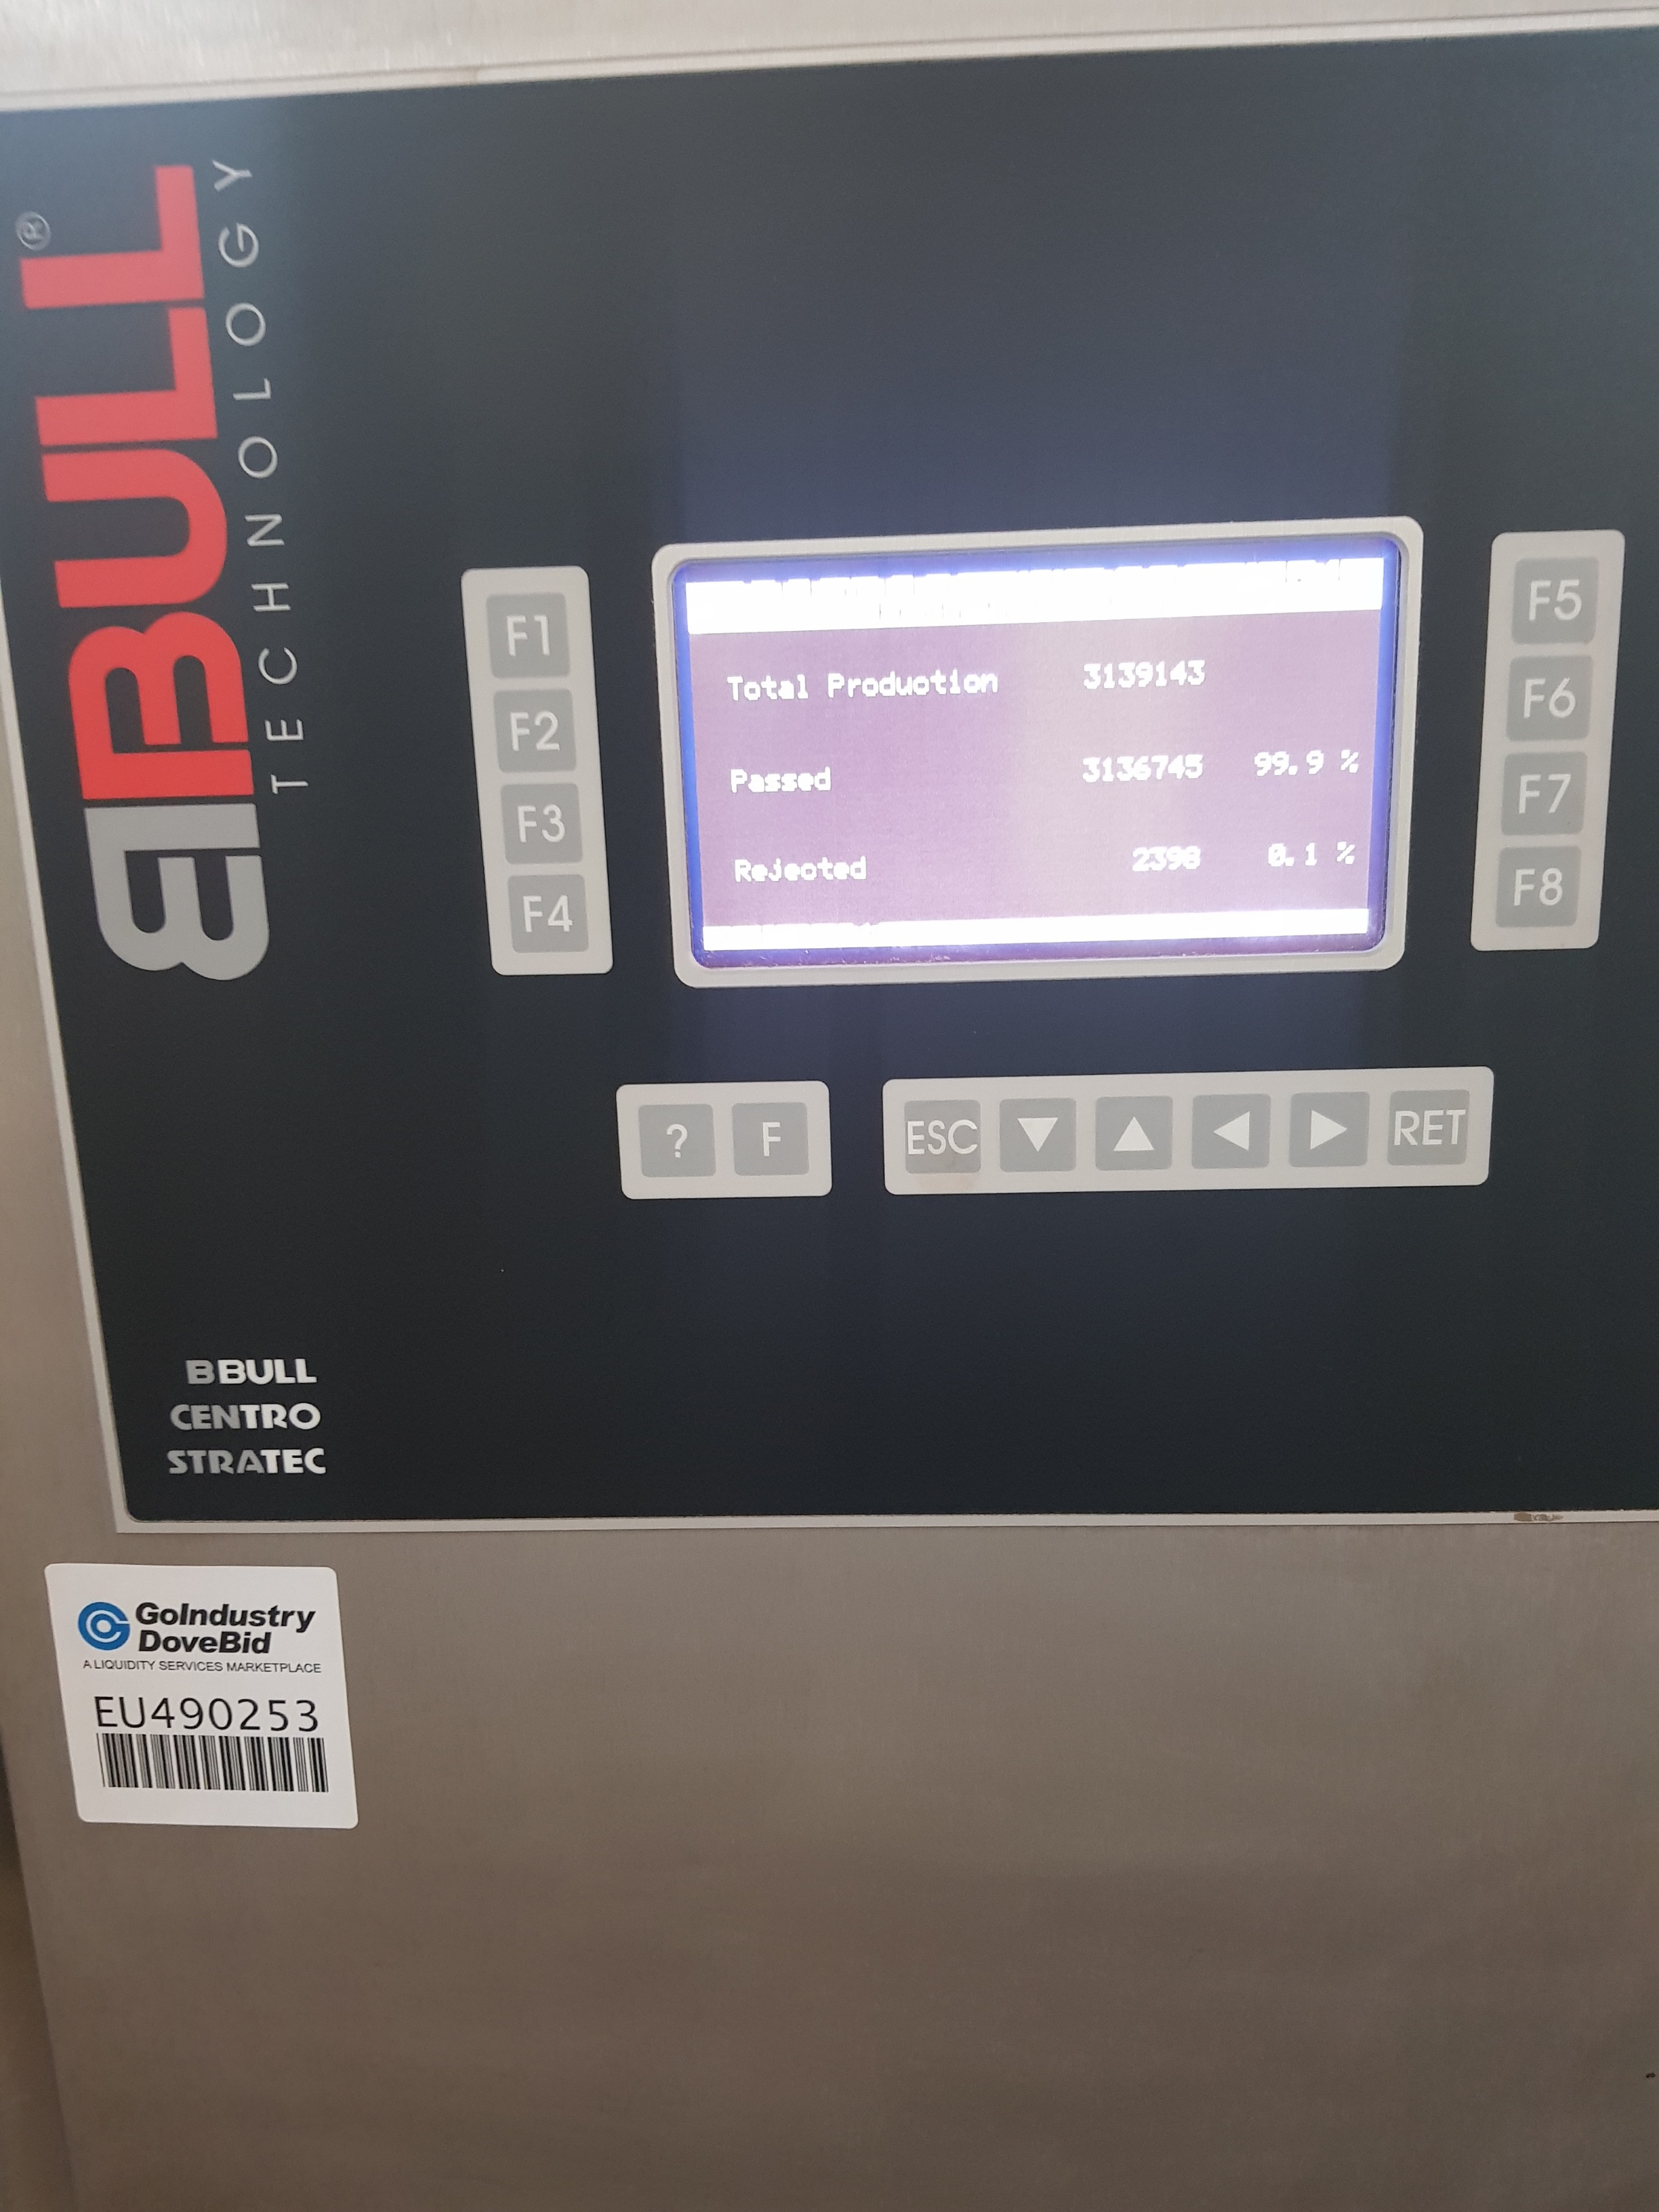 BBULL®
TECHNOLOGY
F1
F2
F3
F4
Total Production 3139143
Passed 3136745 99.9 %
Rejected 2398 0.1 %
F5
F6
F7
F8
? F
ESC ▼ ▲ ◀ ▶ RET
BBULL
CENTRO
STRATEC
GoIndustry
DoveBid
A LIQUIDITY SERVICES MARKETPLACE
EU490253